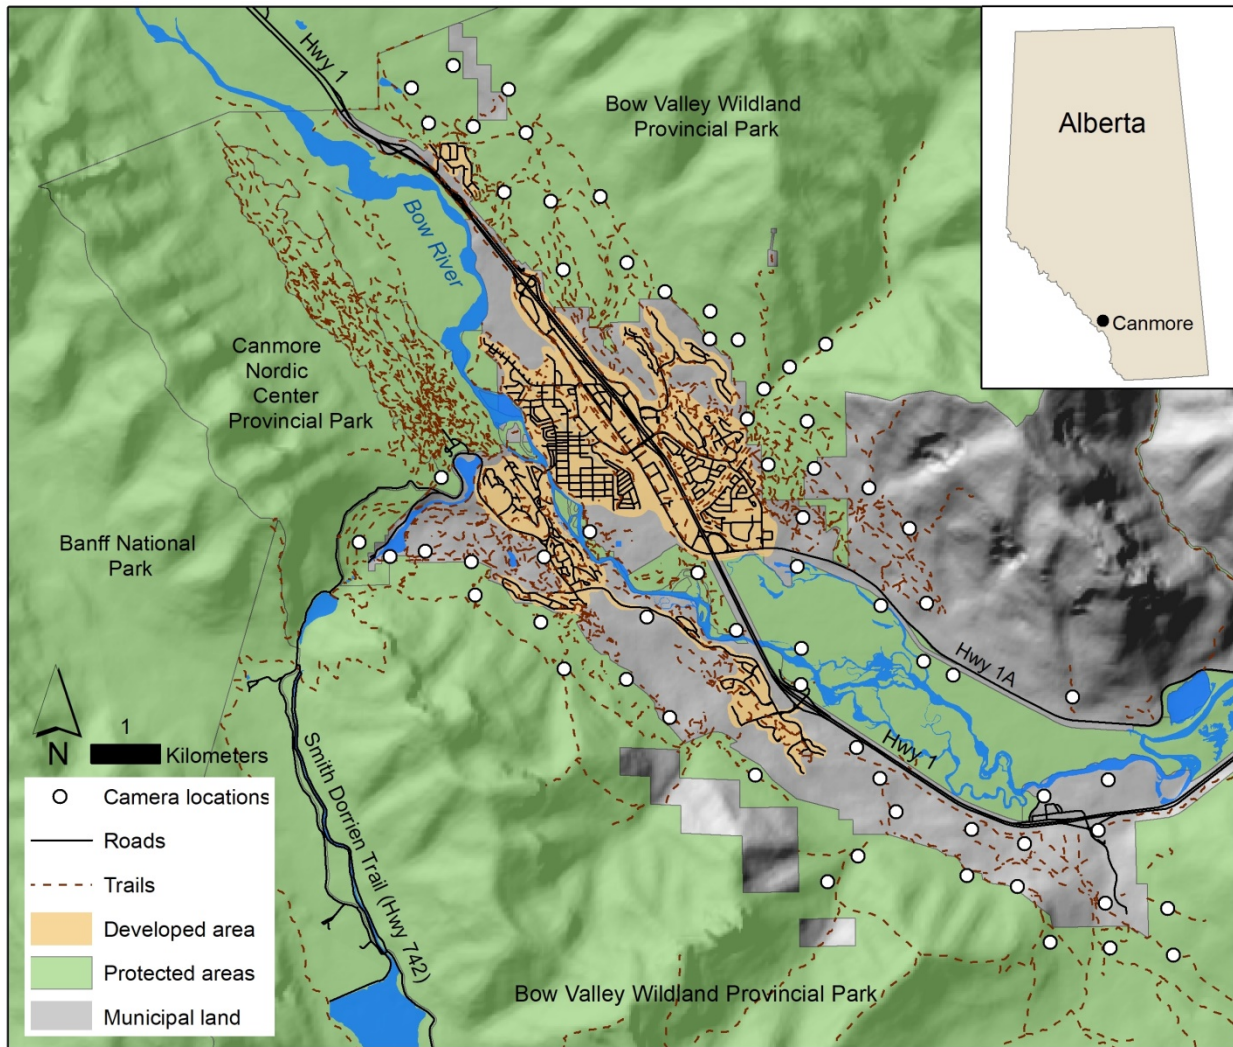 Hwy 1
Bow Valley Wildland
Provincial Park
Alberta
Canmore
Bow River
Canmore
Nordic
Center
Provincial Park
Banff National
Park
Hwy 1A
Hwy 1
N
1
Kilometers
Smith Dorrien Trail (Hwy 742)
Camera locations
Roads
Trails
Developed area
Protected areas
Municipal land
Bow Valley Wildland Provincial Park